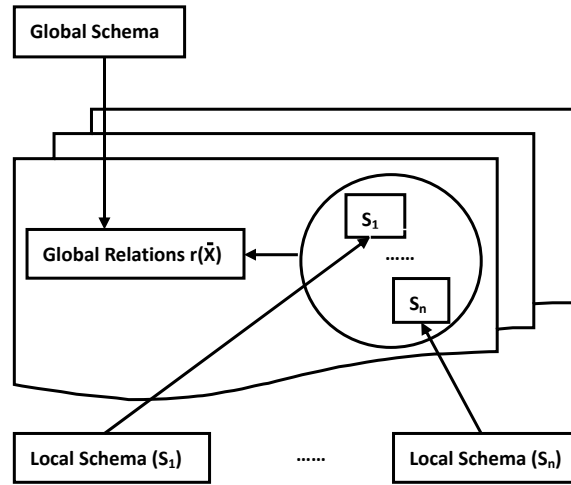 Global Schema
S₁
Global Relations r(X̄)
......
Sₙ
Local Schema (S₁)
......
Local Schema (Sₙ)